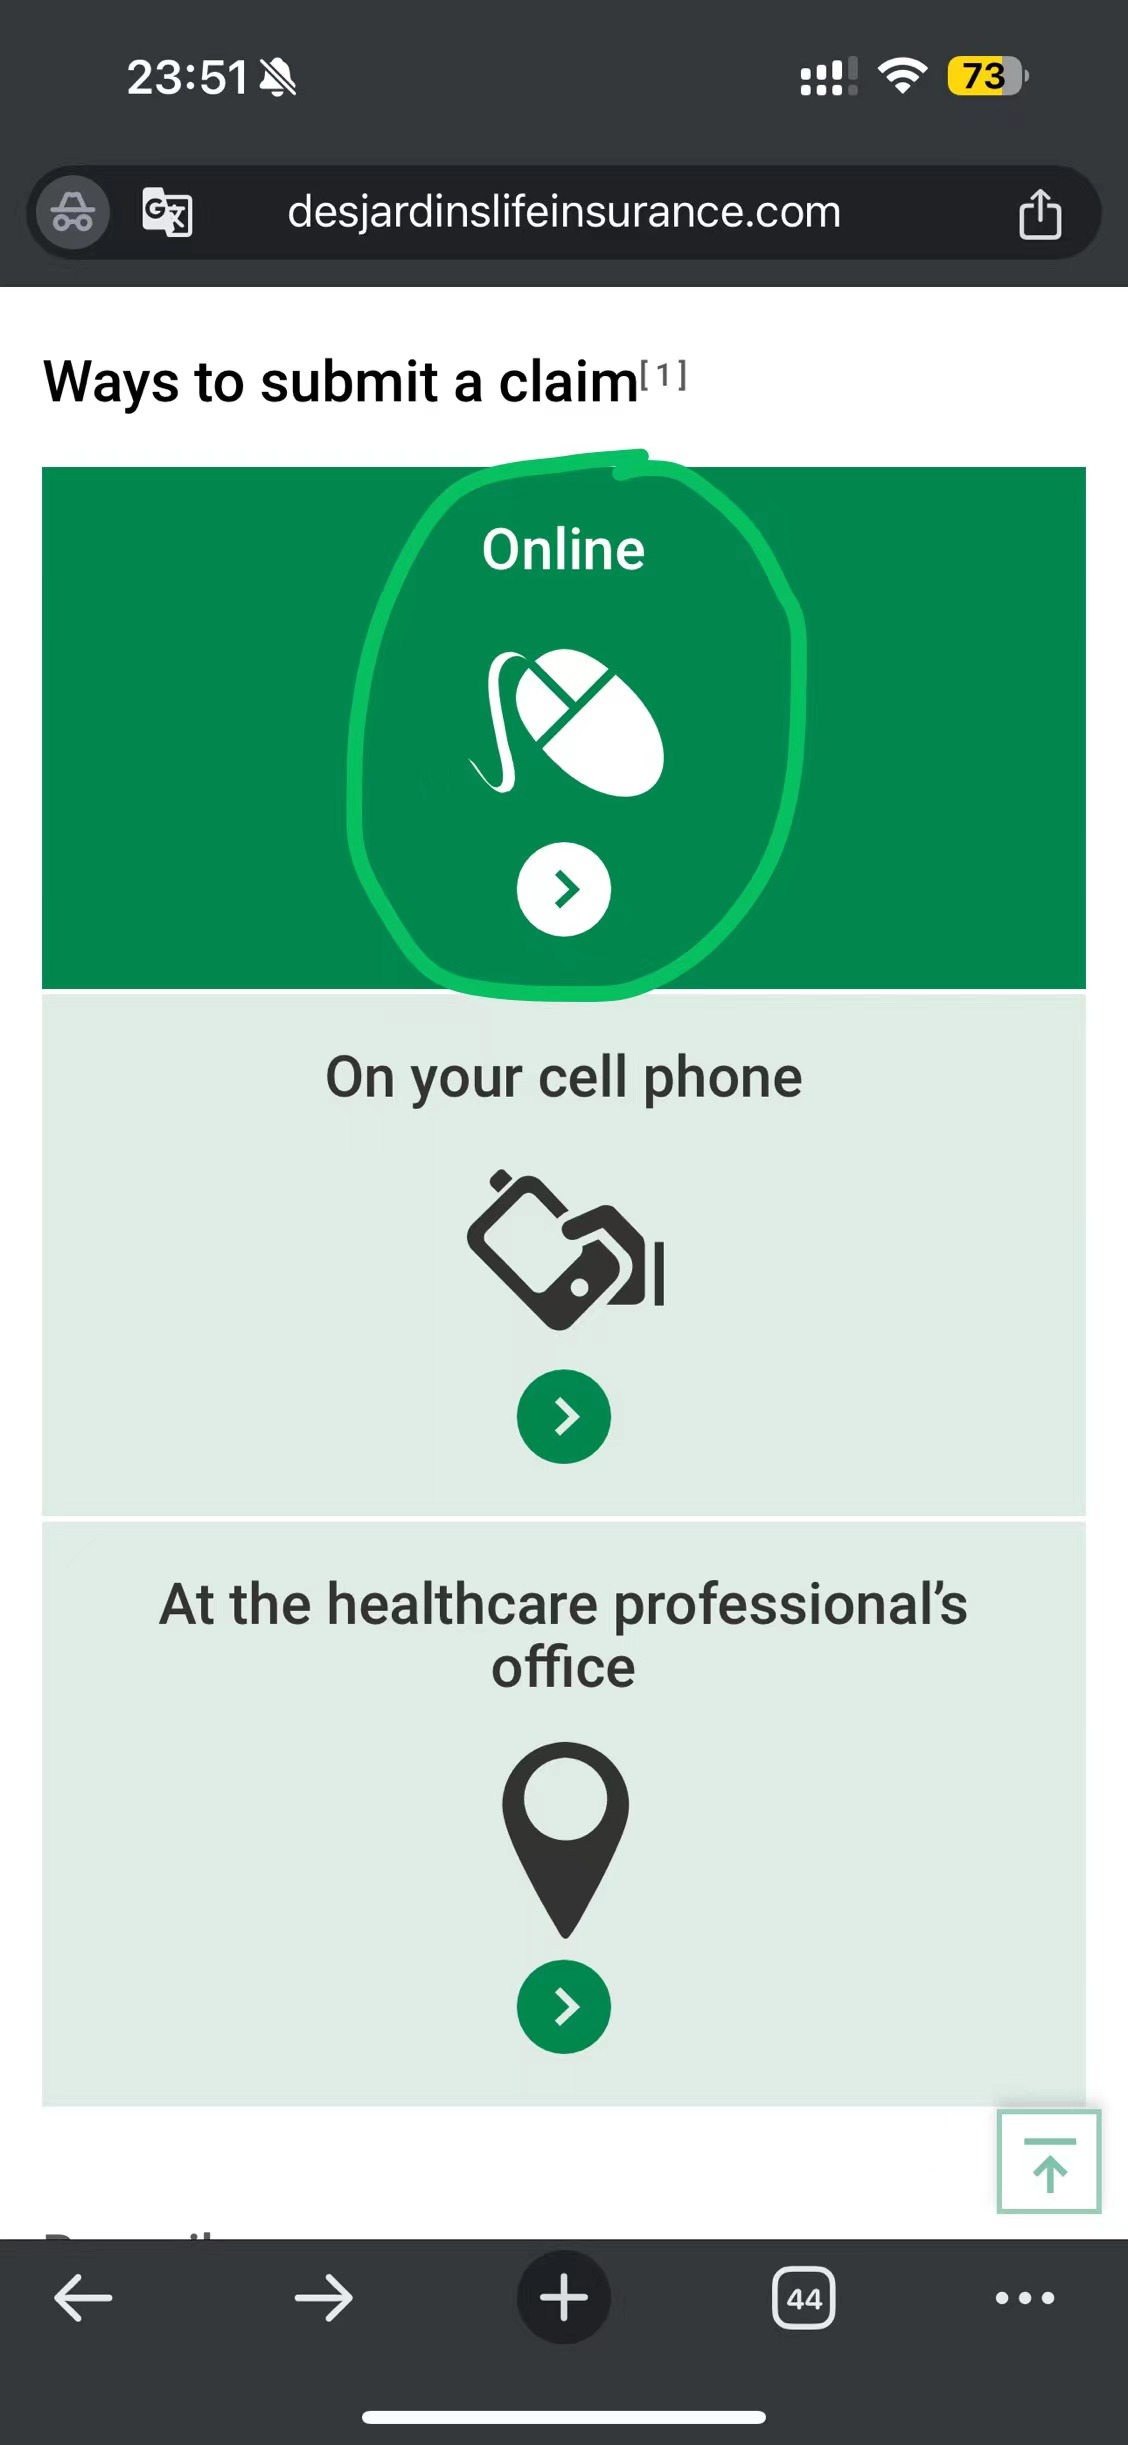 23:51
73
desjardinslifeinsurance.com
Ways to submit a claim[1]
Online
On your cell phone
At the healthcare professional’s
office
44